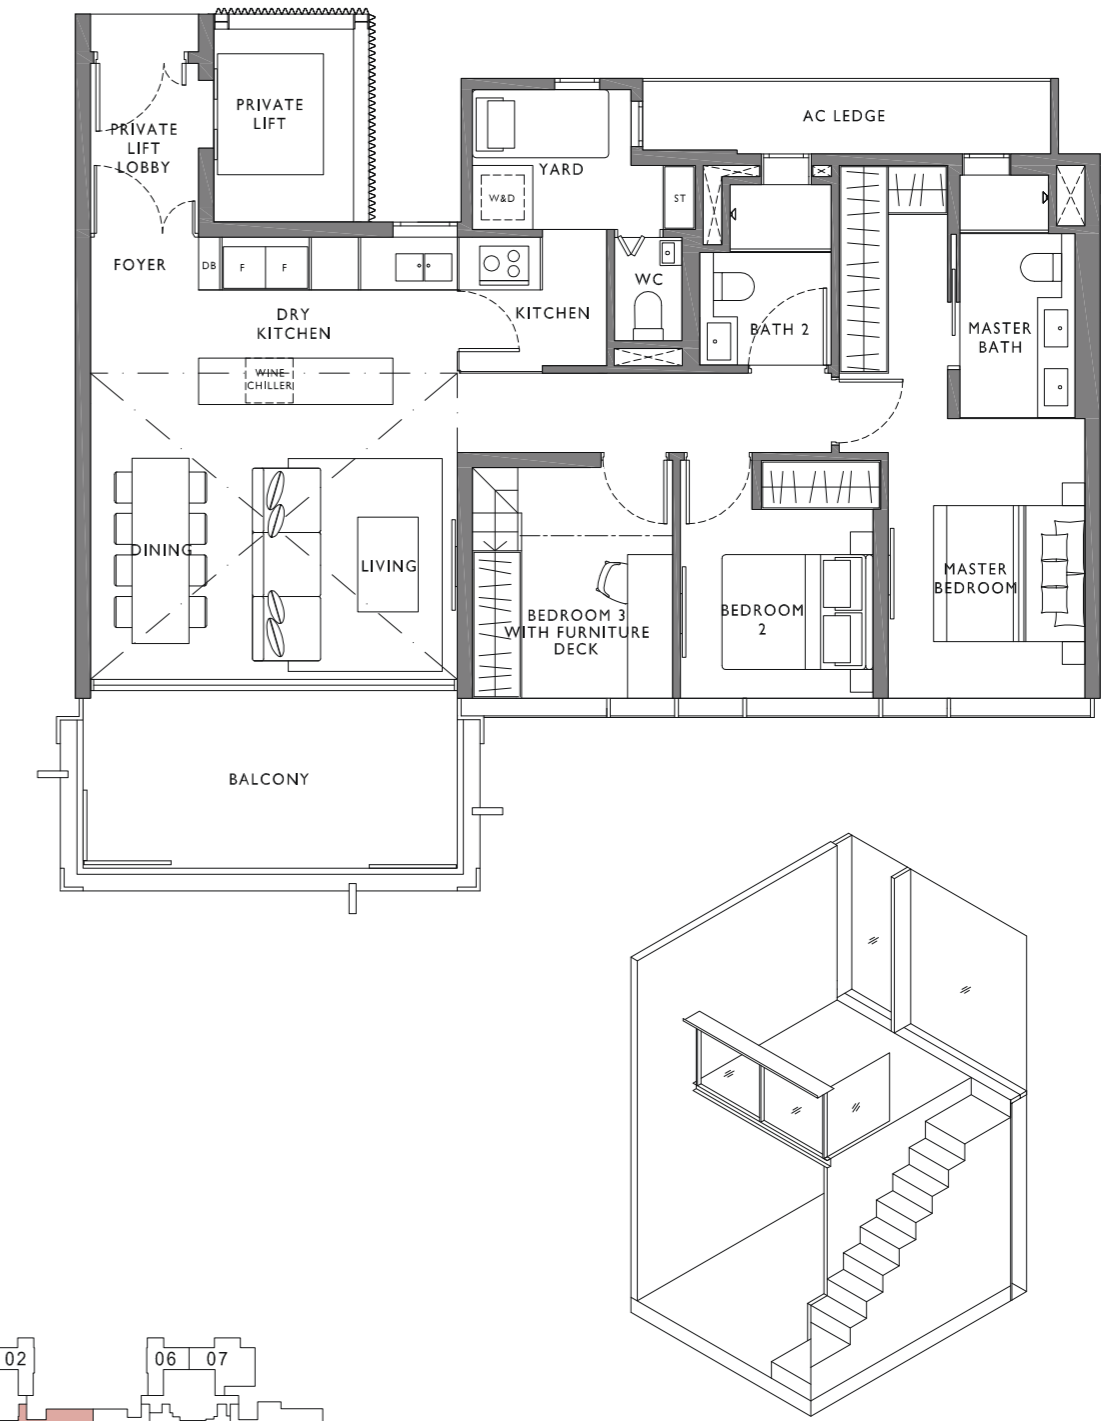 PRIVATE
LIFT
PRIVATE
LIFT
LOBBY
AC LEDGE
YARD
W&D
ST
FOYER
DB
F
F
WC
DRY
KITCHEN
KITCHEN
BATH 2
MASTER
BATH
WINE
CHILLER
DINING
LIVING
BEDROOM 3
WITH FURNITURE
DECK
BEDROOM
2
MASTER
BEDROOM
BALCONY
02
06
07